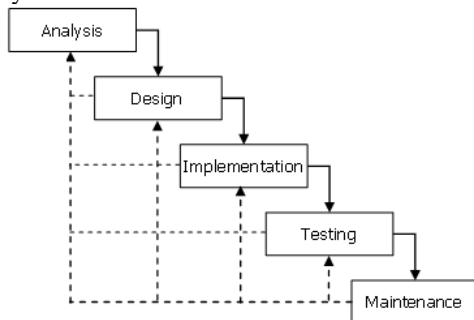 Analysis
Design
Implementation
Testing
Maintenance